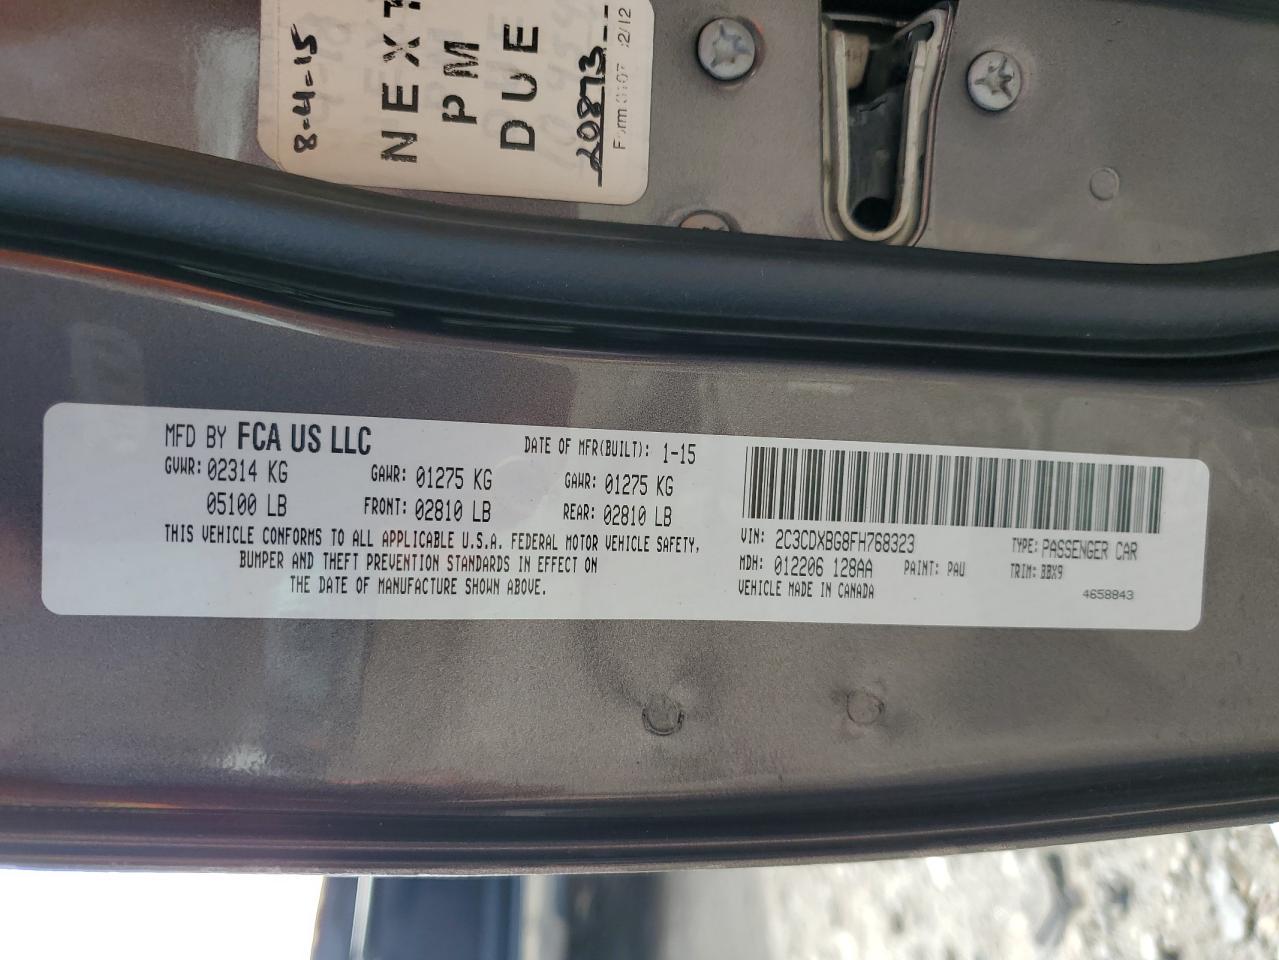 8-4-15
NEXT
PM
DUE
20873
MFD BY FCA US LLC
DATE OF MFR(BUILT): 1-15
GVWR: 02314 KG
GAWR: 01275 KG
GAWR: 01275 KG
05100 LB
FRONT: 02810 LB
REAR: 02810 LB
THIS VEHICLE CONFORMS TO ALL APPLICABLE U.S.A. FEDERAL MOTOR VEHICLE SAFETY,
BUMPER AND THEFT PREVENTION STANDARDS IN EFFECT ON
THE DATE OF MANUFACTURE SHOWN ABOVE.
VIN: 2C3CDXBG8FH768323
TYPE: PASSENGER CAR
MDH: 012206 128AA
PAINT: PAU
TRIM: BBX9
VEHICLE MADE IN CANADA
4658843